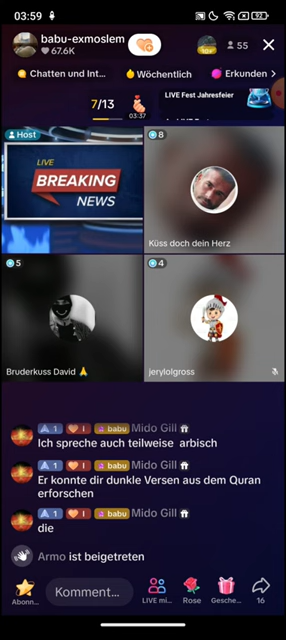 03:59
92
babu-exmoslem
67.6K
10+
55
Chatten und Int...
Wöchentlich
Erkunden
7/13
03:37
LIVE Fest Jahresfeier
Host
LIVE
BREAKING
NEWS
8
Küss doch dein Herz
5
Bruderkuss David 🙏
4
jerylolgross
1 I babu Mido Gill
Ich spreche auch teilweise arbisch
1 I babu Mido Gill
Er konnte dir dunkle Versen aus dem Quran
erforschen
1 I babu Mido Gill
die
Armo ist beigetreten
Komment...
Abonn...
LIVE mi...
Rose
Gesche...
16